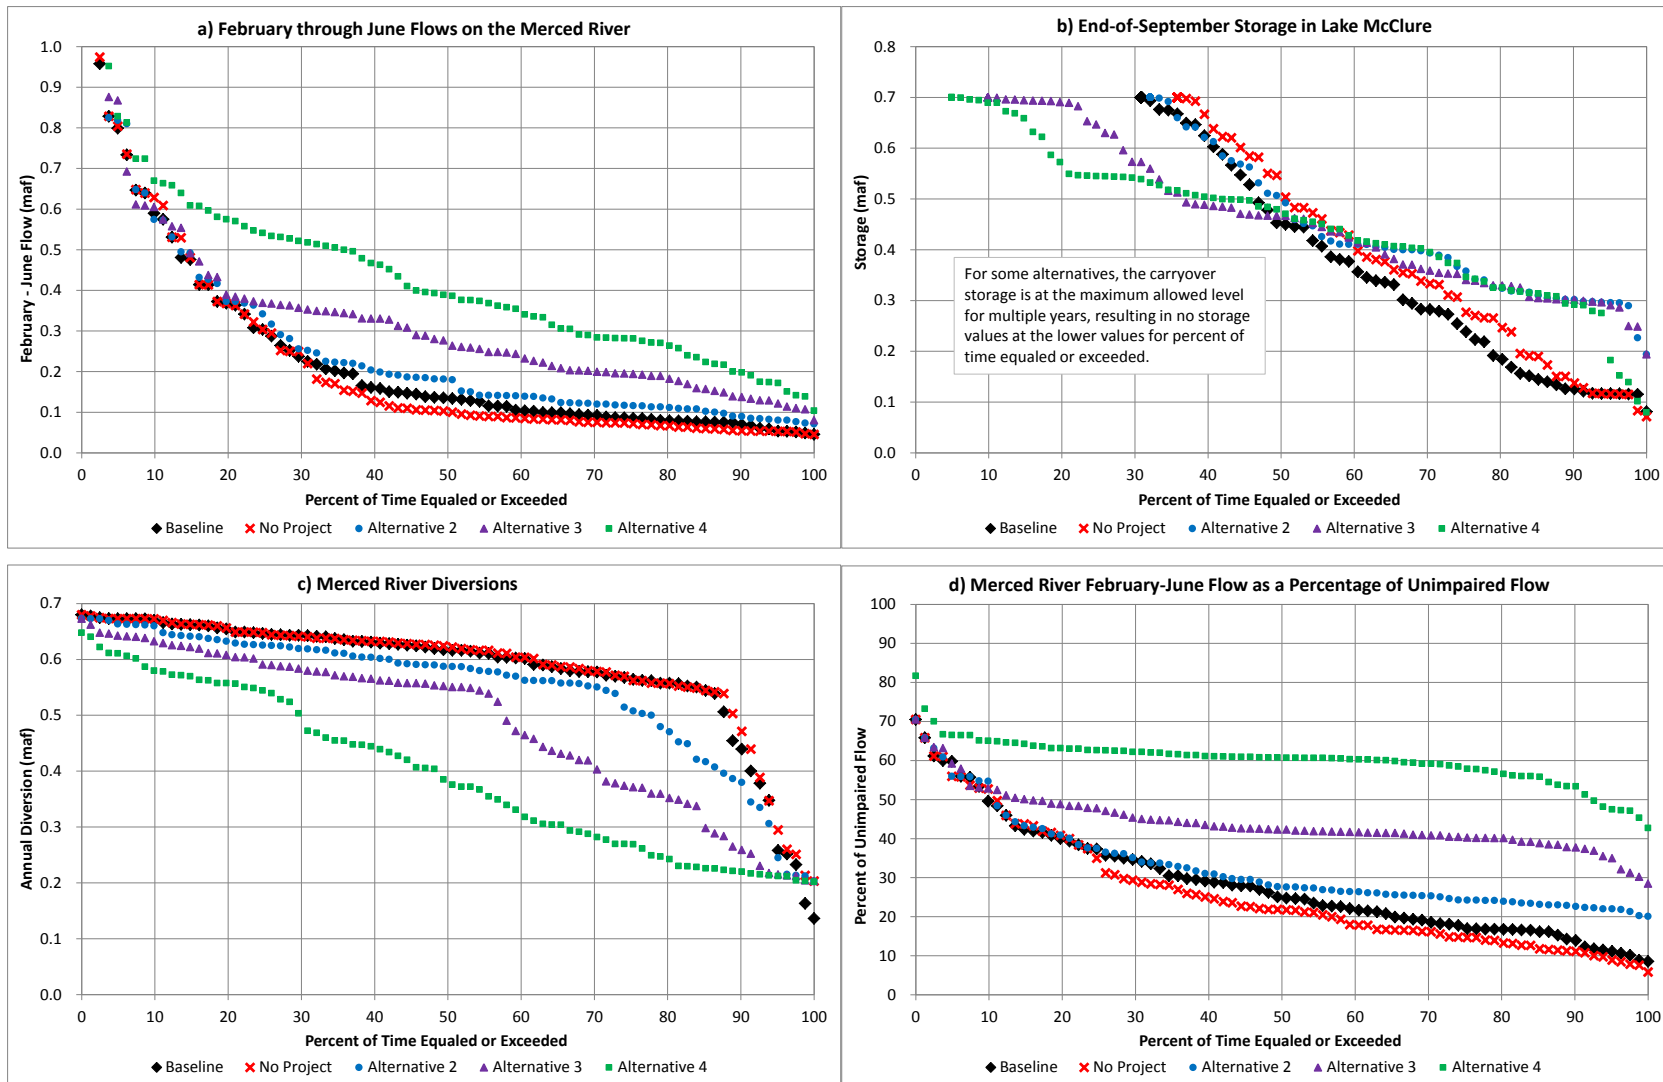 a) February through June Flows on the Merced River
February -June Flow (maf)
1.0
0.9
0.8
0.7
0.6
0.5
0.4
0.3
0.2
0.1
0.0
0 10 20 30 40 50 60 70 80 90 100
Percent of Time Equaled or Exceeded
Baseline No Project Alternative 2 Alternative 3 Alternative 4
b) End-of-September Storage in Lake McClure
Storage (maf)
0.8
0.7
0.6
0.5
0.4
0.3
0.2
0.1
0.0
For some alternatives, the carryover
storage is at the maximum allowed level
for multiple years, resulting in no storage
values at the lower values for percent of
time equaled or exceeded.
0 10 20 30 40 50 60 70 80 90 100
Percent of Time Equaled or Exceeded
Baseline No Project Alternative 2 Alternative 3 Alternative 4
c) Merced River Diversions
Annual Diversion (maf)
0.7
0.6
0.5
0.4
0.3
0.2
0.1
0.0
0 10 20 30 40 50 60 70 80 90 100
Percent of Time Equaled or Exceeded
Baseline No Project Alternative 2 Alternative 3 Alternative 4
d) Merced River February-June Flow as a Percentage of Unimpaired Flow
Percent of Unimpaired Flow
100
90
80
70
60
50
40
30
20
10
0
0 10 20 30 40 50 60 70 80 90 100
Percent of Time Equaled or Exceeded
Baseline No Project Alternative 2 Alternative 3 Alternative 4